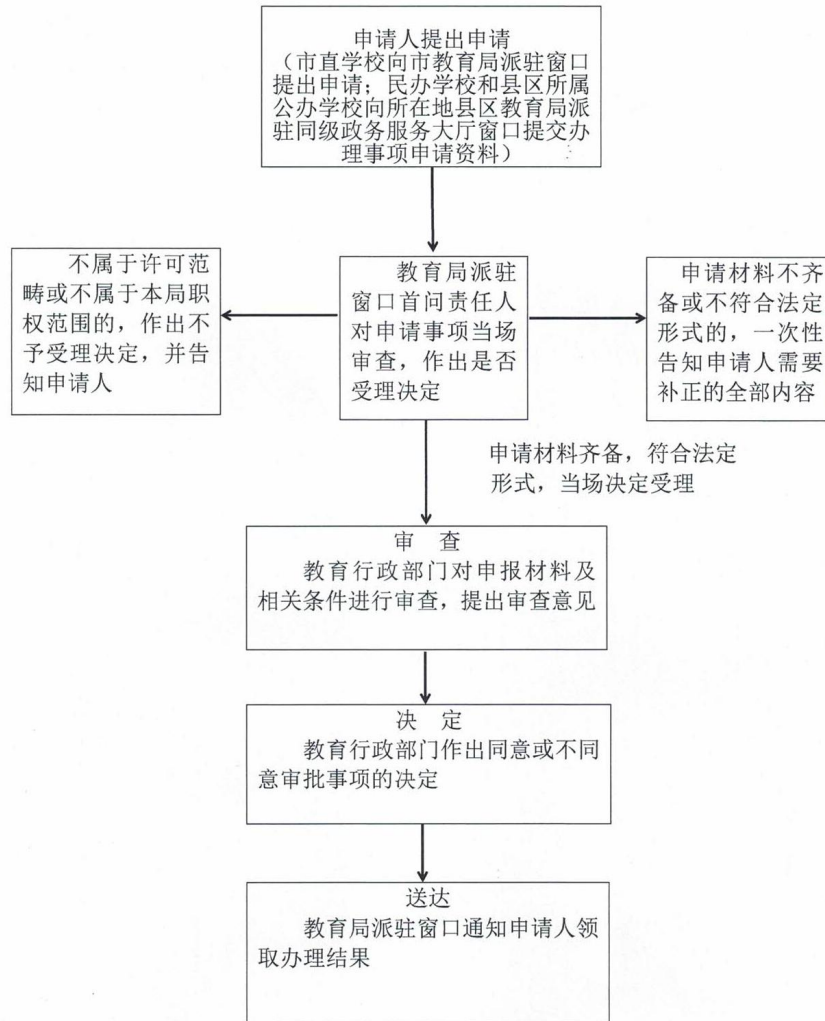 申请人提出申请
（市直学校向市教育局派驻窗口
提出申请；民办学校和县区所属
公办学校向所在地县区教育局派
驻同级政务服务大厅窗口提交办
理事项申请资料）
不属于许可范
畴或不属于本局职
权范围的，作出不
予受理决定，并告
知申请人
教育局派驻
窗口首问责任人
对申请事项当场
审查，作出是否
受理决定
申请材料不齐
备或不符合法定
形式的，一次性
告知申请人需要
补正的全部内容
申请材料齐备，符合法定
形式，当场决定受理
审　查
教育行政部门对申报材料及
相关条件进行审查，提出审查意见
决　定
教育行政部门作出同意或不同
意审批事项的决定
送达
教育局派驻窗口通知申请人领
取办理结果